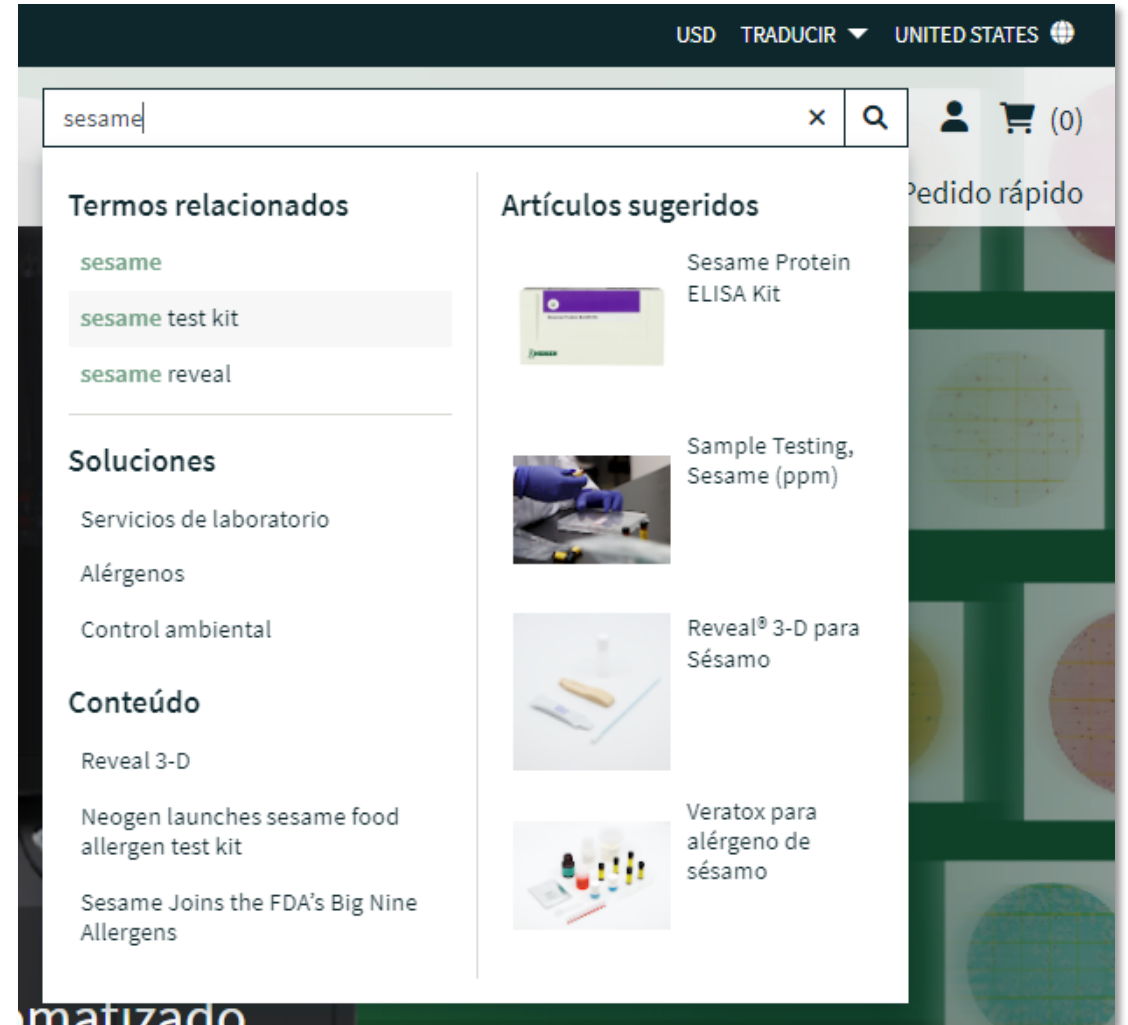 USD TRADUCIR UNITED STATES
sesame
(0)
Pedido rápido
Termos relacionados
sesame
sesame test kit
sesame reveal
Soluciones
Servicios de laboratorio
Alérgenos
Control ambiental
Conteúdo
Reveal 3-D
Neogen launches sesame food
allergen test kit
Sesame Joins the FDA’s Big Nine
Allergens
Artículos sugeridos
Sesame Protein
ELISA Kit
Sample Testing,
Sesame (ppm)
Reveal® 3-D para
Sésamo
Veratox para
alérgeno de
sésamo
omatizado